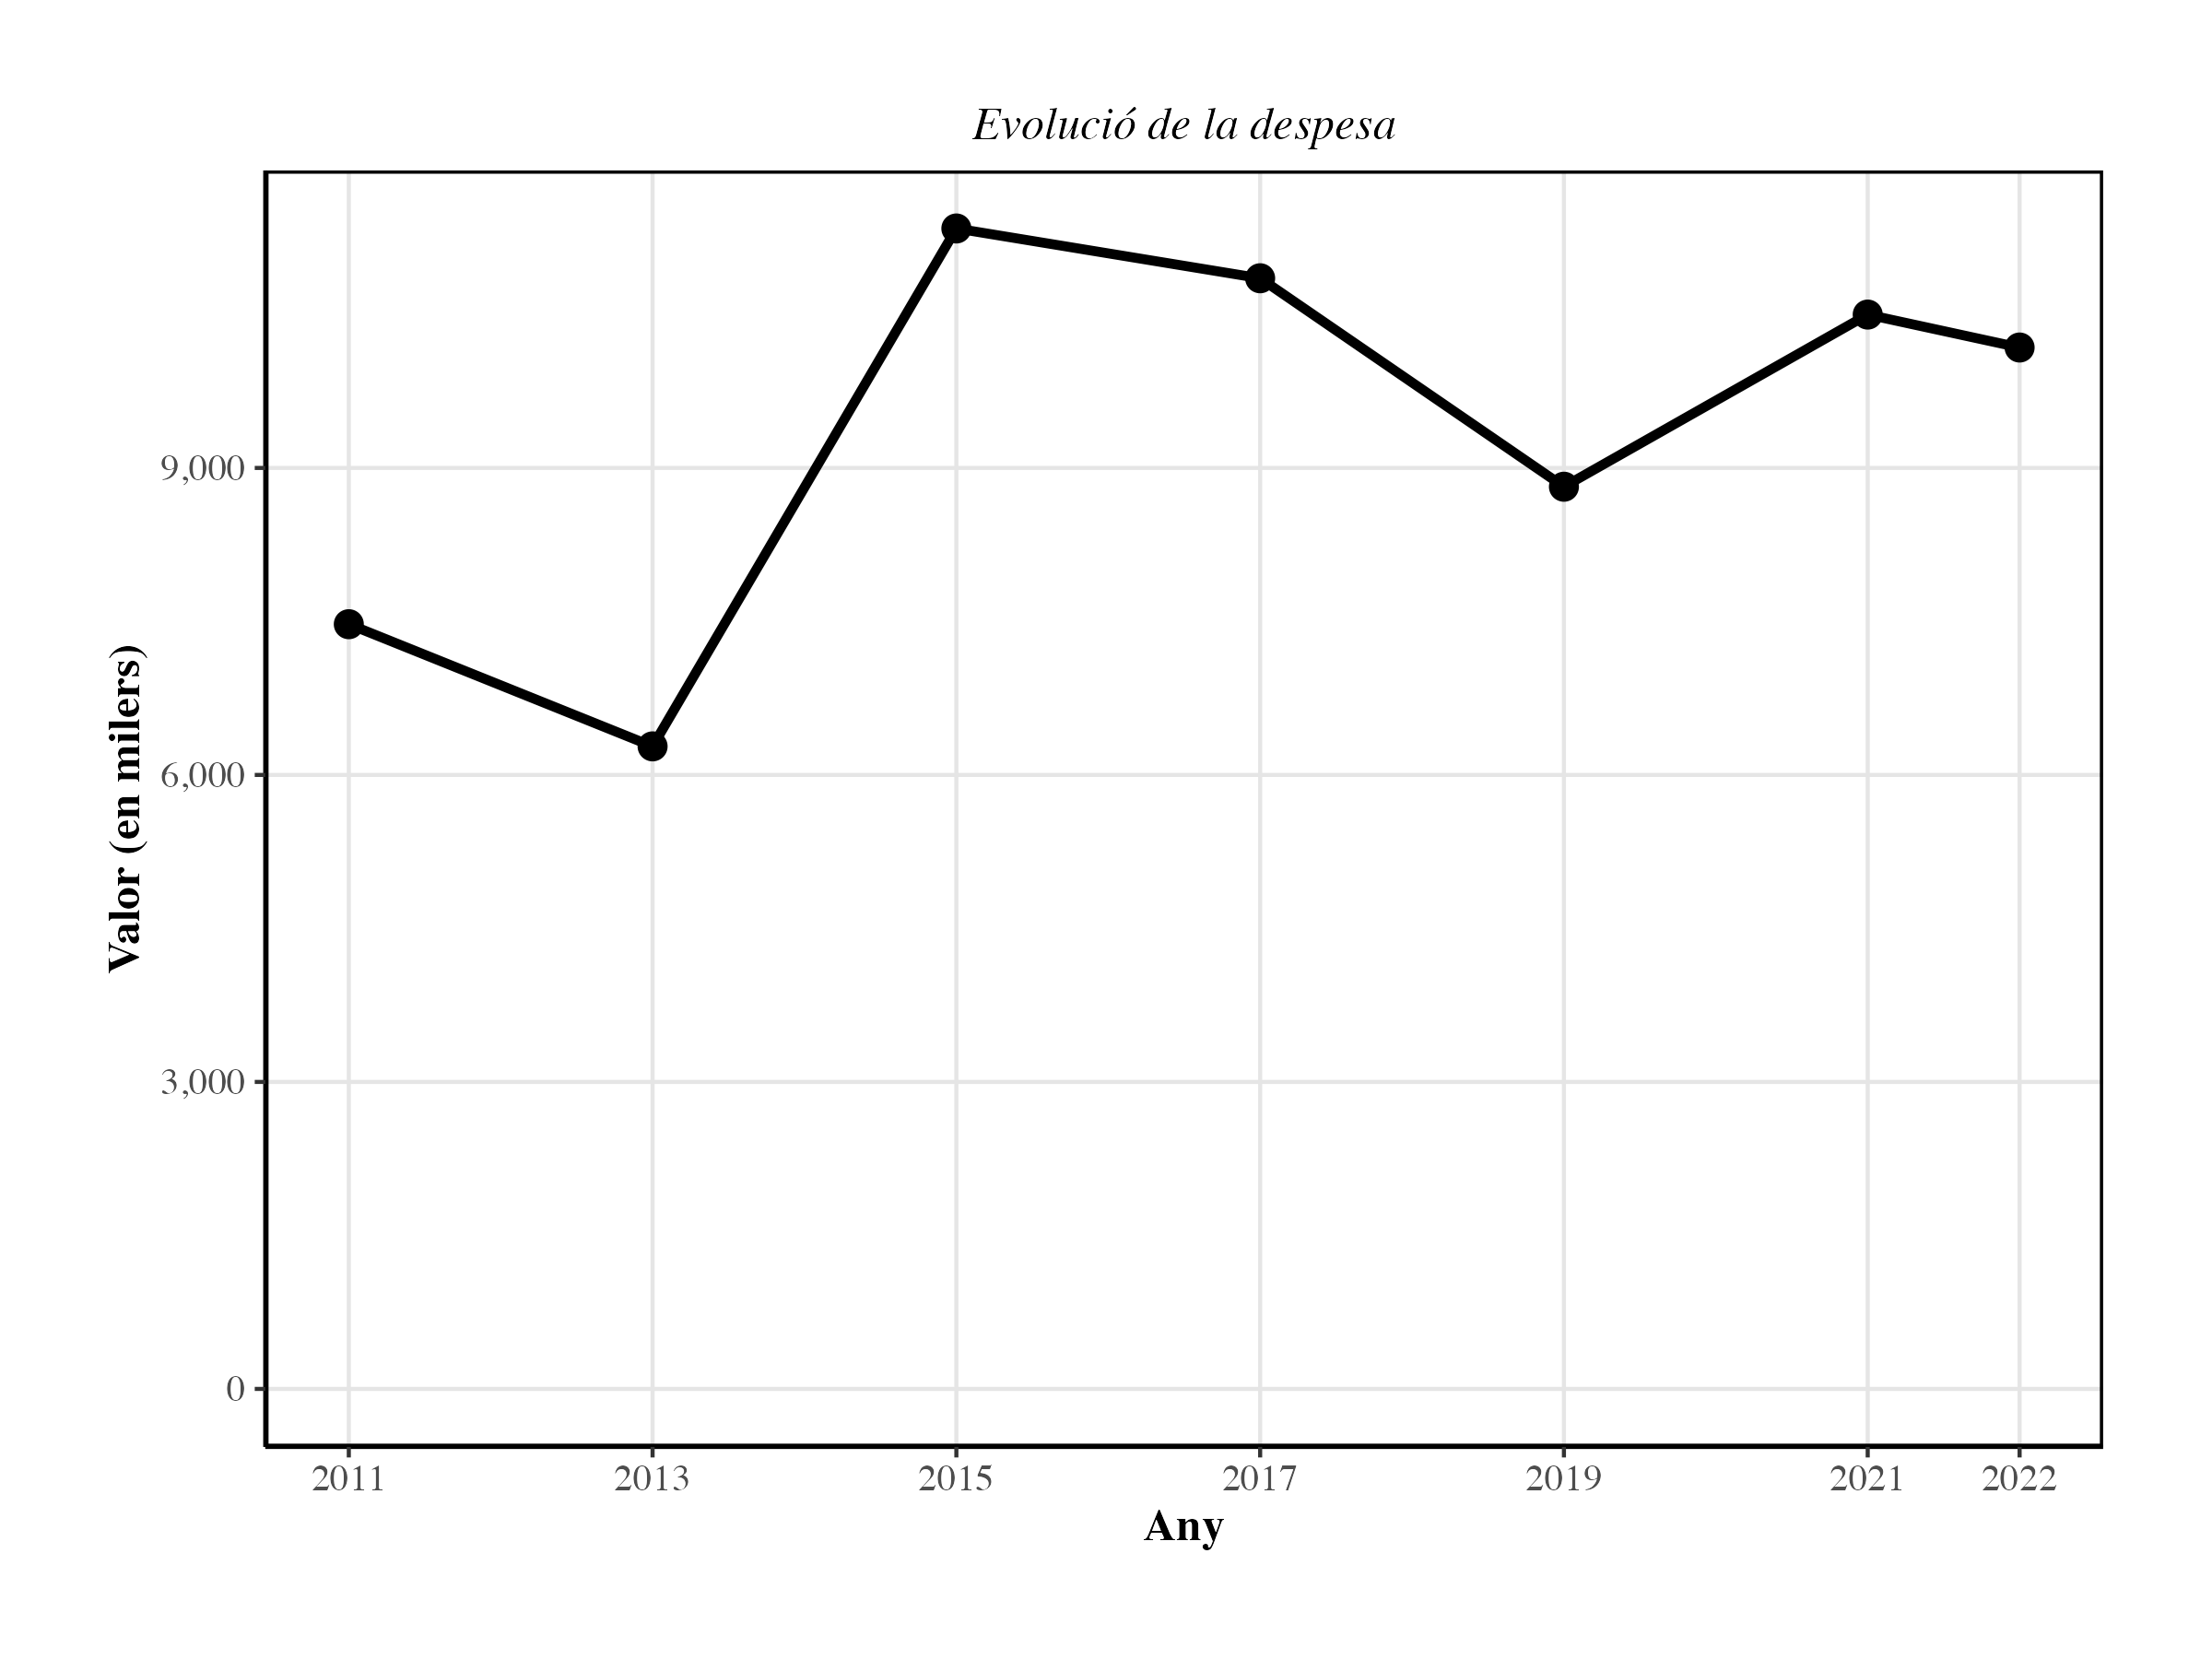 Evolució de la despesa
Valor (en milers)
9,000
6,000
3,000
0
2011 2013 2015 2017 2019 2021 2022
Any